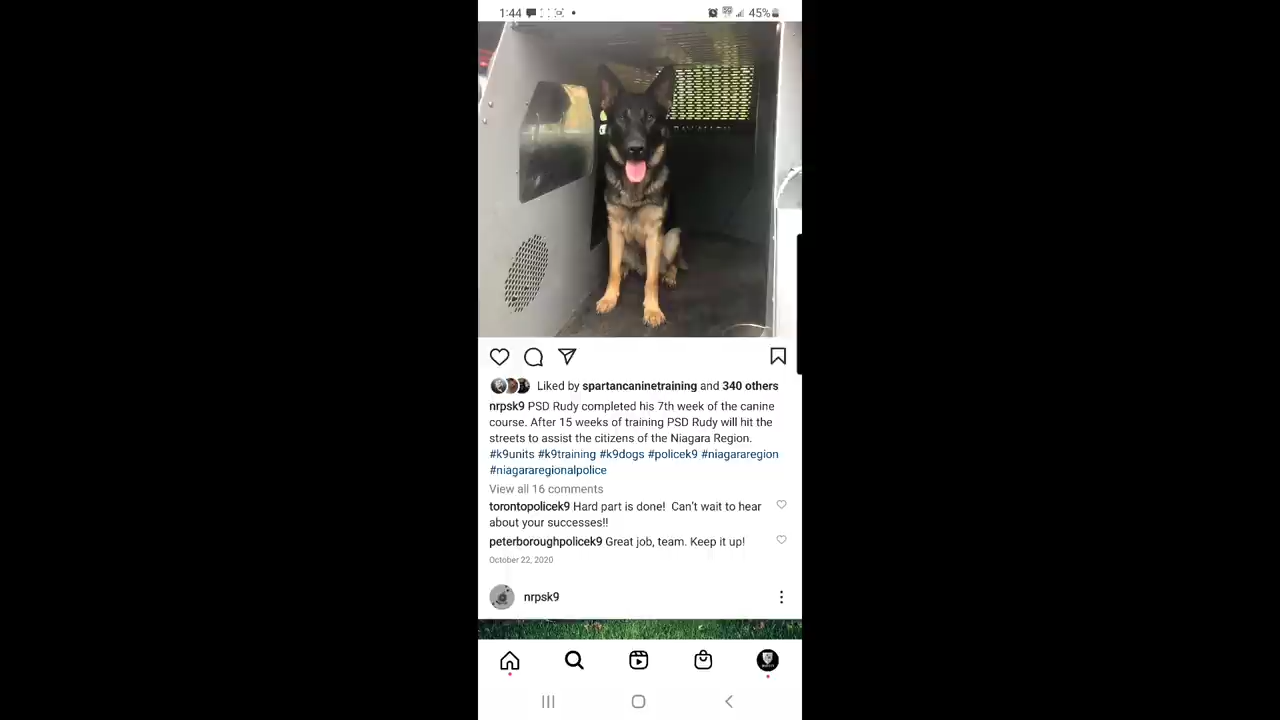 1:44
45%
Liked by spartancaninetraining and 340 others
nrpsk9 PSD Rudy completed his 7th week of the canine
course. After 15 weeks of training PSD Rudy will hit the
streets to assist the citizens of the Niagara Region.
#k9units #k9training #k9dogs #policek9 #niagararegion
#niagararegionalpolice
View all 16 comments
torontopolicek9 Hard part is done!  Can't wait to hear
about your successes!!
peterboroughpolicek9 Great job, team. Keep it up!
October 22, 2020
nrpsk9